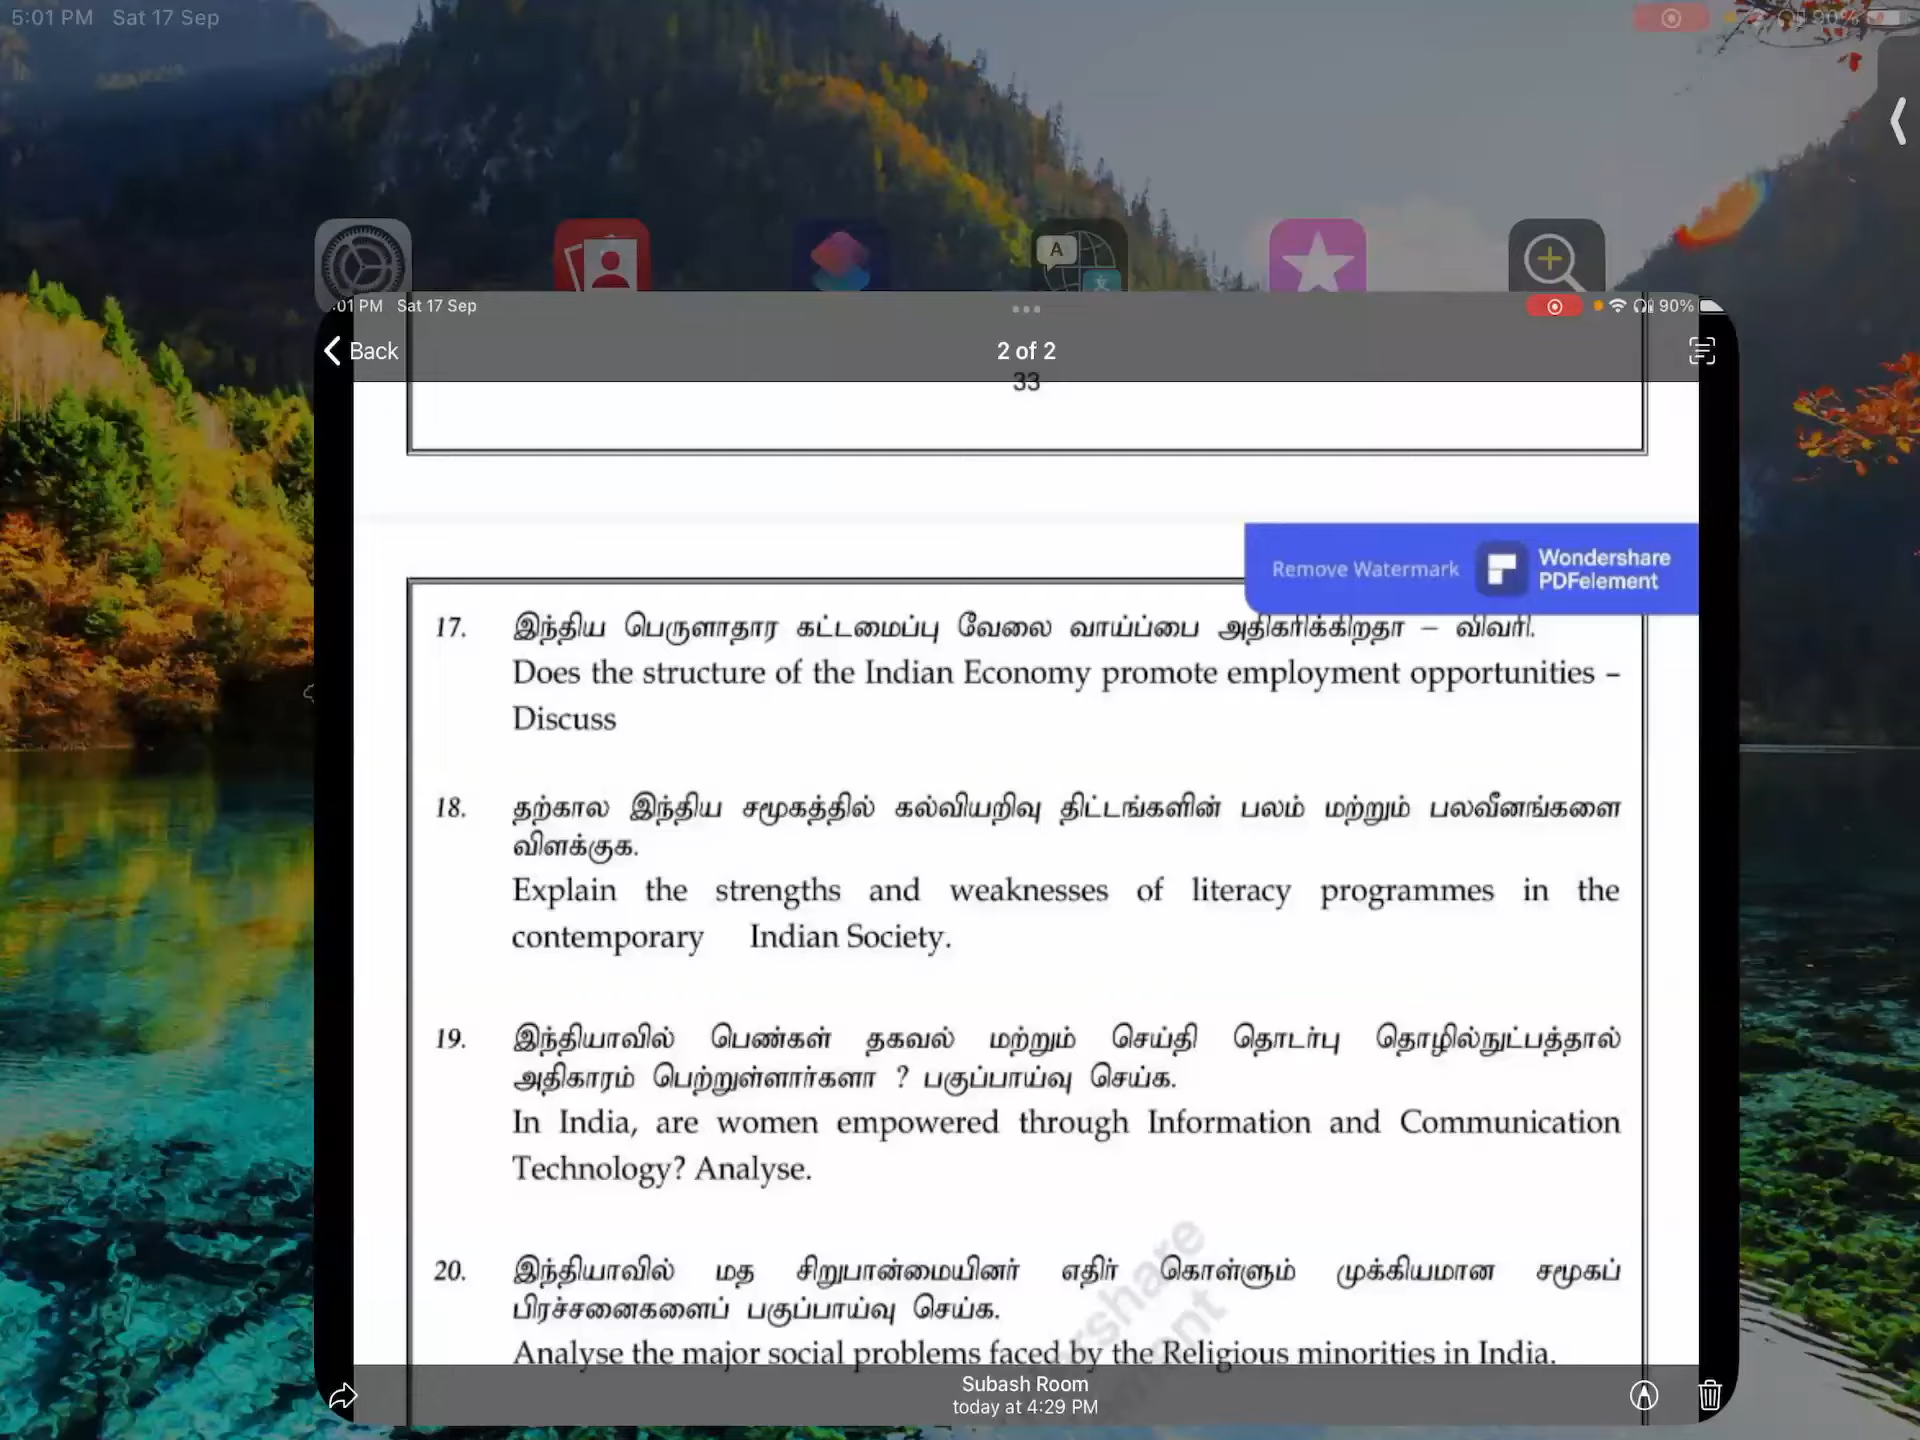 5:01 PM Sat 17 Sep
90%
:01 PM Sat 17 Sep
90%
Back
2 of 2
33
Remove Watermark
Wondershare
PDFelement
17. இந்திய பெருளாதார கட்டமைப்பு வேலை வாய்ப்பை அதிகரிக்கிறதா – விவரி.
Does the structure of the Indian Economy promote employment opportunities –
Discuss
18. தற்கால இந்திய சமூகத்தில் கல்வியறிவு திட்டங்களின் பலம் மற்றும் பலவீனங்களை
விளக்குக.
Explain the strengths and weaknesses of literacy programmes in the
contemporary Indian Society.
19. இந்தியாவில் பெண்கள் தகவல் மற்றும் செய்தி தொடர்பு தொழில்நுட்பத்தால்
அதிகாரம் பெற்றுள்ளார்களா ? பகுப்பாய்வு செய்க.
In India, are women empowered through Information and Communication
Technology? Analyse.
20. இந்தியாவில் மத சிறுபான்மையினர் எதிர் கொள்ளும் முக்கியமான சமூகப்
பிரச்சனைகளைப் பகுப்பாய்வு செய்க.
Analyse the major social problems faced by the Religious minorities in India.
Subash Room
today at 4:29 PM